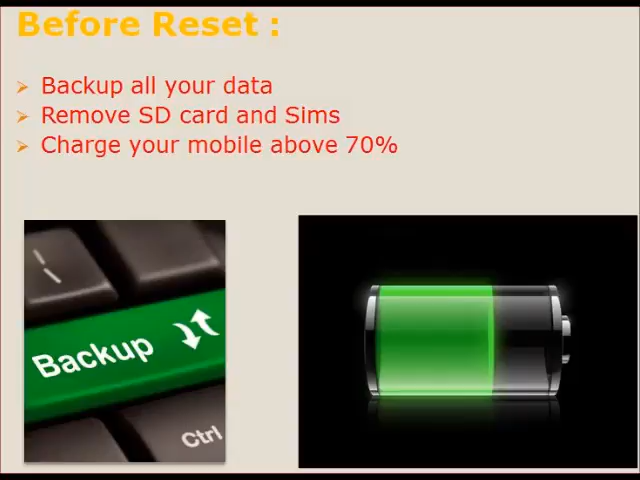 Before Reset :
Backup all your data
Remove SD card and Sims
Charge your mobile above 70%
Backup
Ctrl